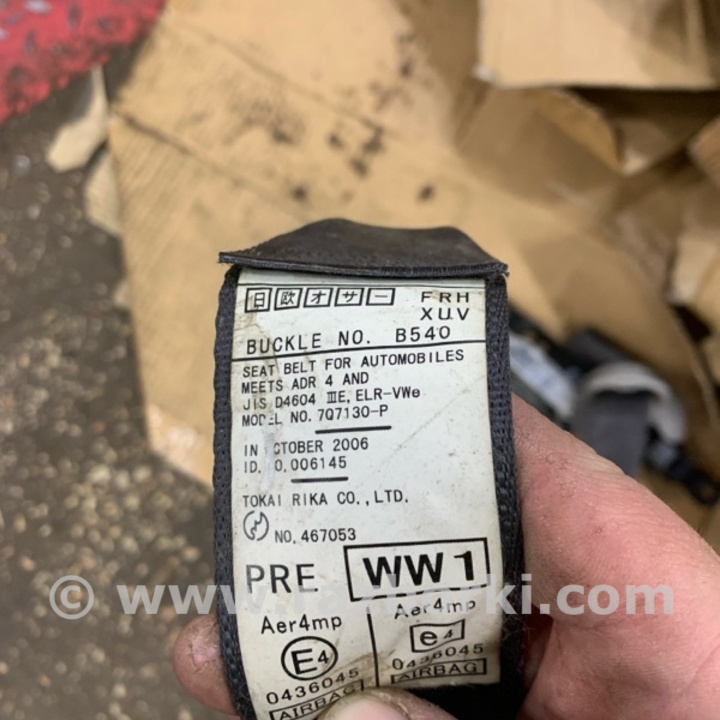 日 欧 オ サ ー FRH
XUV
BUCKLE NO. B540
SEAT BELT FOR AUTOMOBILES
MEETS ADR 4 AND
JIS D4604 ⅢE, ELR-VWe
MODEL NO. 7Q7130-P
IN OCTOBER 2006
ID. 0.006145
TOKAI RIKA CO., LTD.
NO. 467053
PRE WW1
Aer4mp Aer4mp
E4 e4
0436045 0436045
AIRBAG AIRBAG